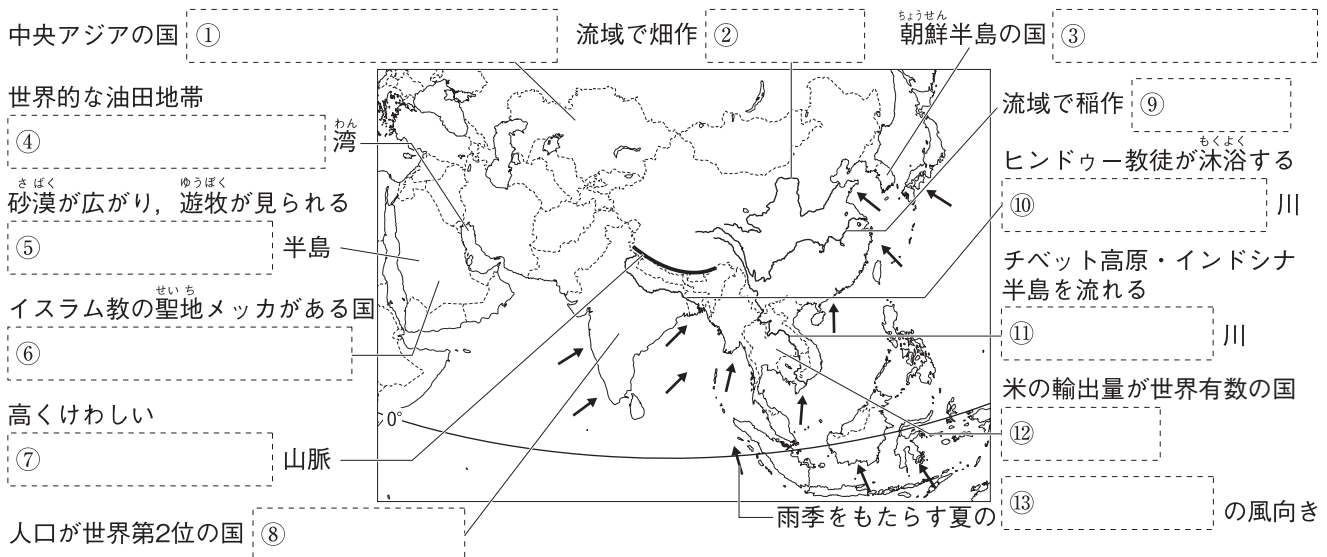 中央アジアの国 ①
流域で畑作 ②
ちょうせん
朝鮮半島の国 ③
世界的な油田地帯
④
わん
湾
さばく ゆうぼく
砂漠が広がり，遊牧が見られる
⑤ 半島
せいち
イスラム教の聖地メッカがある国
⑥
高くけわしい
⑦ 山脈
人口が世界第2位の国 ⑧
0°
流域で稲作 ⑨
もくよく
ヒンドゥー教徒が沐浴する
⑩ 川
チベット高原・インドシナ
半島を流れる
⑪ 川
米の輸出量が世界有数の国
⑫
雨季をもたらす夏の ⑬ の風向き